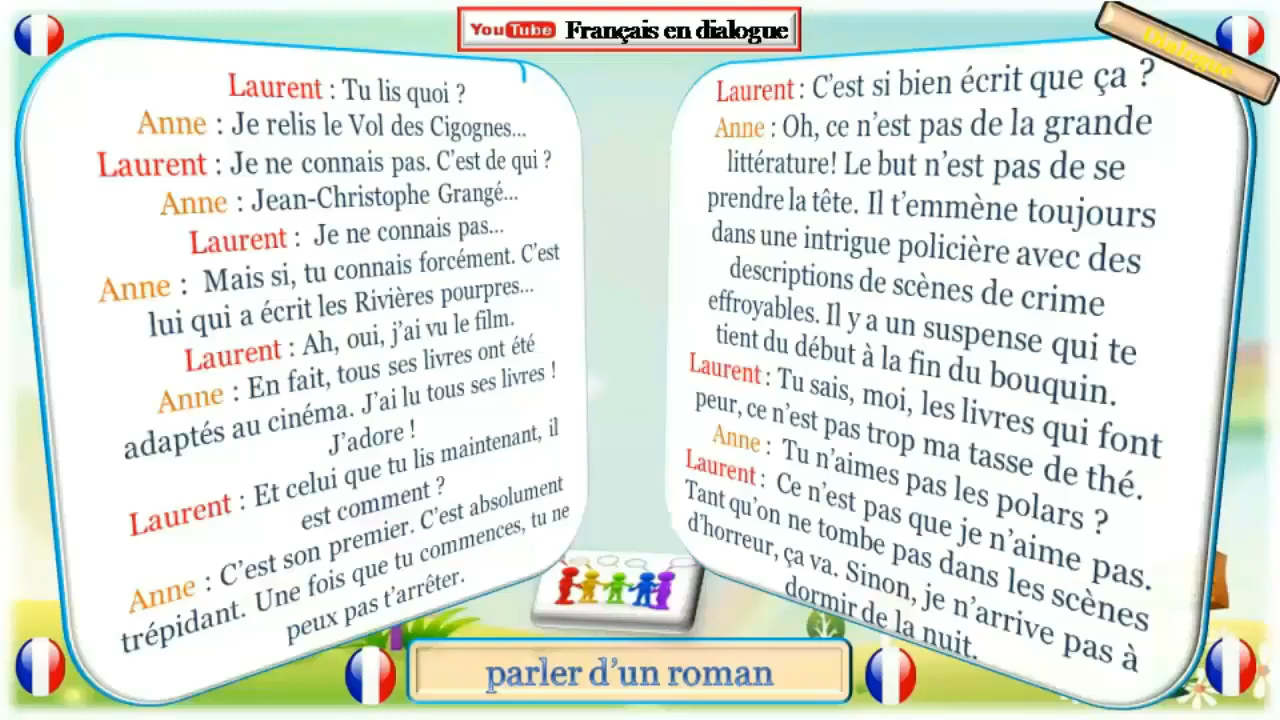 YouTube Français en dialogue
Dialogue
Laurent : Tu lis quoi ?
Anne : Je relis le Vol des Cigognes...
Laurent : Je ne connais pas. C'est de qui ?
Anne : Jean-Christophe Grangé...
Laurent : Je ne connais pas...
Anne : Mais si, tu connais forcément. C'est
lui qui a écrit les Rivières pourpres...
Laurent : Ah, oui, j'ai vu le film.
Anne : En fait, tous ses livres ont été
adaptés au cinéma. J'ai lu tous ses livres !
J'adore !
Laurent : Et celui que tu lis maintenant, il
est comment ?
Anne : C'est son premier. C'est absolument
trépidant. Une fois que tu commences, tu ne
peux pas t'arrêter.
Laurent : C'est si bien écrit que ça ?
Anne : Oh, ce n'est pas de la grande
littérature! Le but n'est pas de se
prendre la tête. Il t'emmène toujours
dans une intrigue policière avec des
descriptions de scènes de crime
effroyables. Il y a un suspense qui te
tient du début à la fin du bouquin.
Laurent : Tu sais, moi, les livres qui font
peur, ce n'est pas trop ma tasse de thé.
Anne : Tu n'aimes pas les polars ?
Laurent : Ce n'est pas que je n'aime pas.
Tant qu'on ne tombe pas dans les scènes
d'horreur, ça va. Sinon, je n'arrive pas à
dormir de la nuit.
parler d'un roman